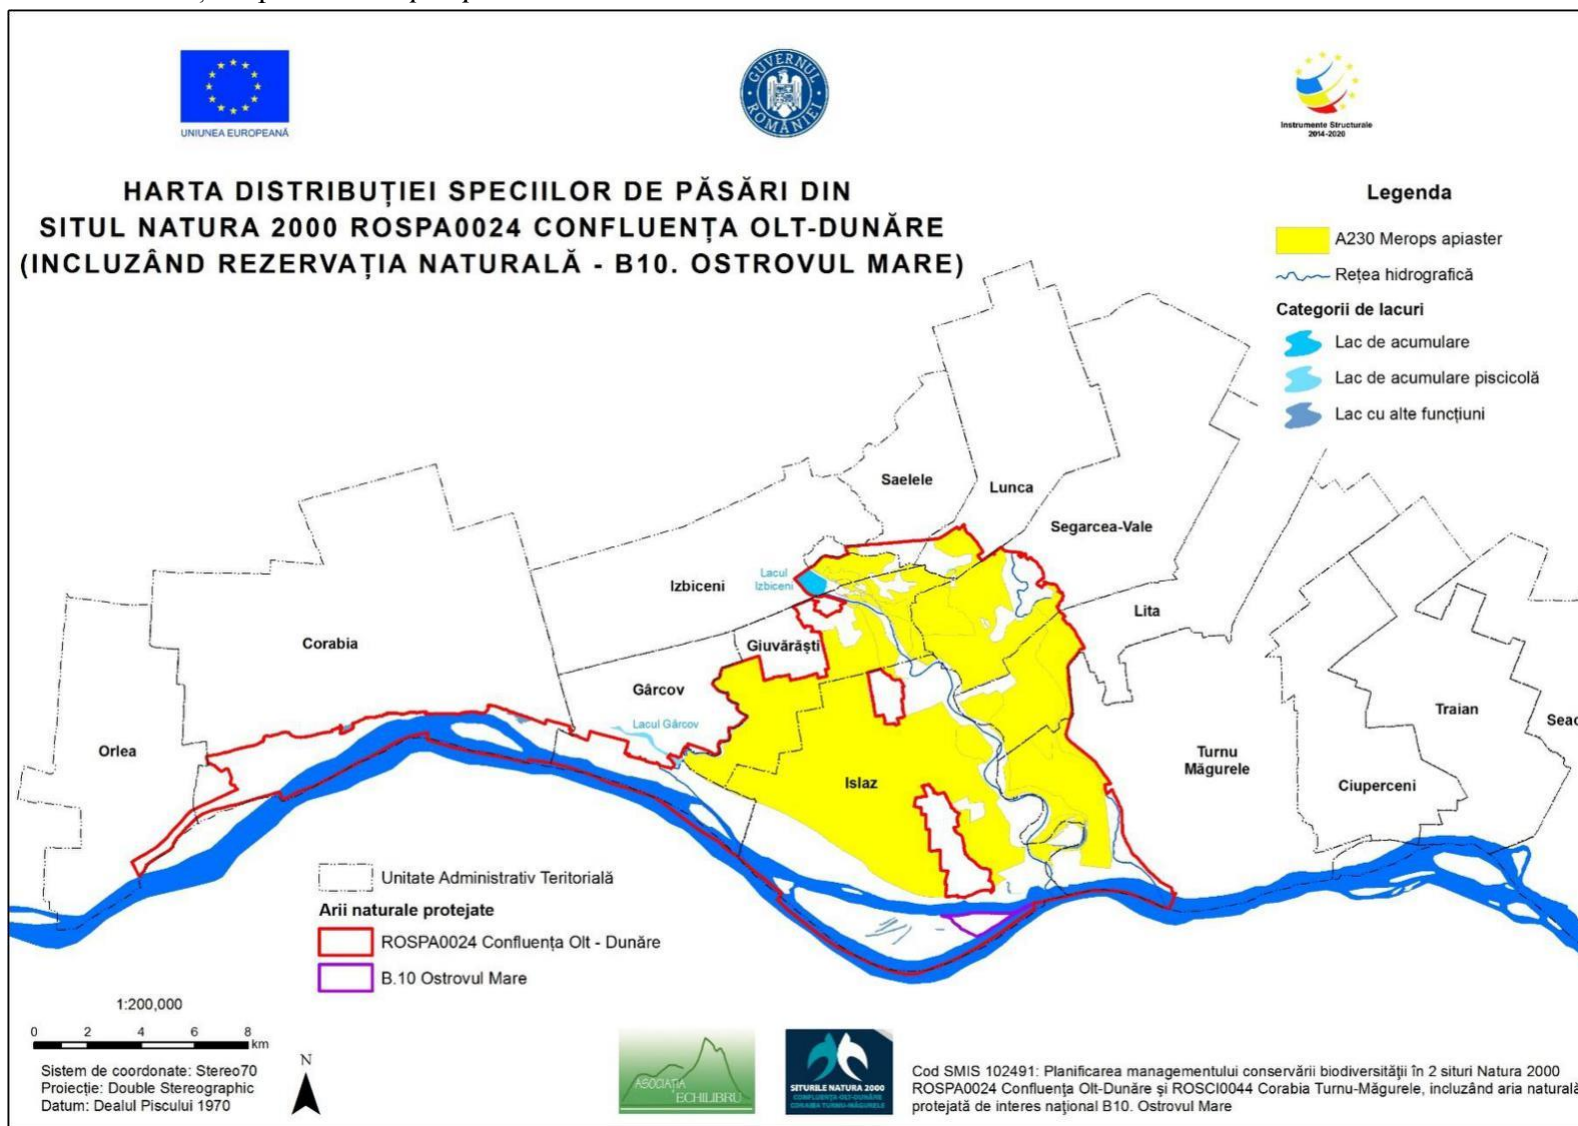 UNIUNEA EUROPEANĂ
GUVERNUL ROMÂNIEI
Instrumente Structurale
2014-2020
HARTA DISTRIBUȚIEI SPECIILOR DE PĂSĂRI DIN
SITUL NATURA 2000 ROSPA0024 CONFLUENȚA OLT-DUNĂRE
(INCLUZÂND REZERVAȚIA NATURALĂ - B10. OSTROVUL MARE)
Legenda
A230 Merops apiaster
Rețea hidrografică
Categorii de lacuri
Lac de acumulare
Lac de acumulare piscicolă
Lac cu alte funcțiuni
Saelele
Lunca
Segarcea-Vale
Izbiceni
Lacul
Izbiceni
Lita
Corabia
Giuvărăști
Gârcov
Lacul Gârcov
Orlea
Islaz
Turnu
Măgurele
Traian
Seac
Ciuperceni
Unitate Administrativ Teritorială
Arii naturale protejate
ROSPA0024 Confluența Olt - Dunăre
B.10 Ostrovul Mare
1:200,000
0 2 4 6 8
km
Sistem de coordonate: Stereo70
Proiecție: Double Stereographic
Datum: Dealul Piscului 1970
N
ASOCIAȚIA
ECHILIBRU
SITURILE NATURA 2000
CONFLUENȚA OLT-DUNĂRE
CORABIA TURNU-MĂGURELE
Cod SMIS 102491: Planificarea managementului conservării biodiversității în 2 situri Natura 2000
ROSPA0024 Confluența Olt-Dunăre și ROSCI0044 Corabia Turnu-Măgurele, incluzând aria naturală
protejată de interes național B10. Ostrovul Mare